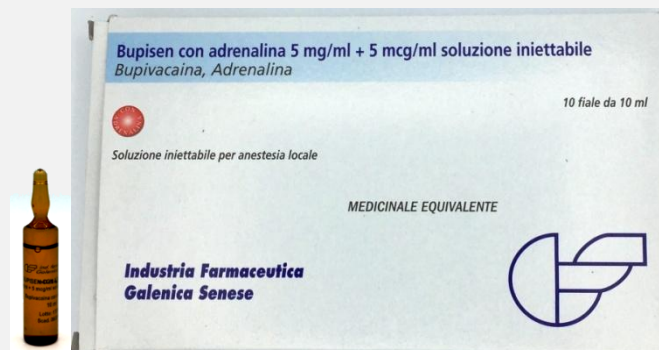 Bupisen con adrenalina 5 mg/ml + 5 mcg/ml soluzione iniettabile
Bupivacaina, Adrenalina
10 fiale da 10 ml
Soluzione iniettabile per anestesia locale
MEDICINALE EQUIVALENTE
Industria Farmaceutica
Galenica Senese